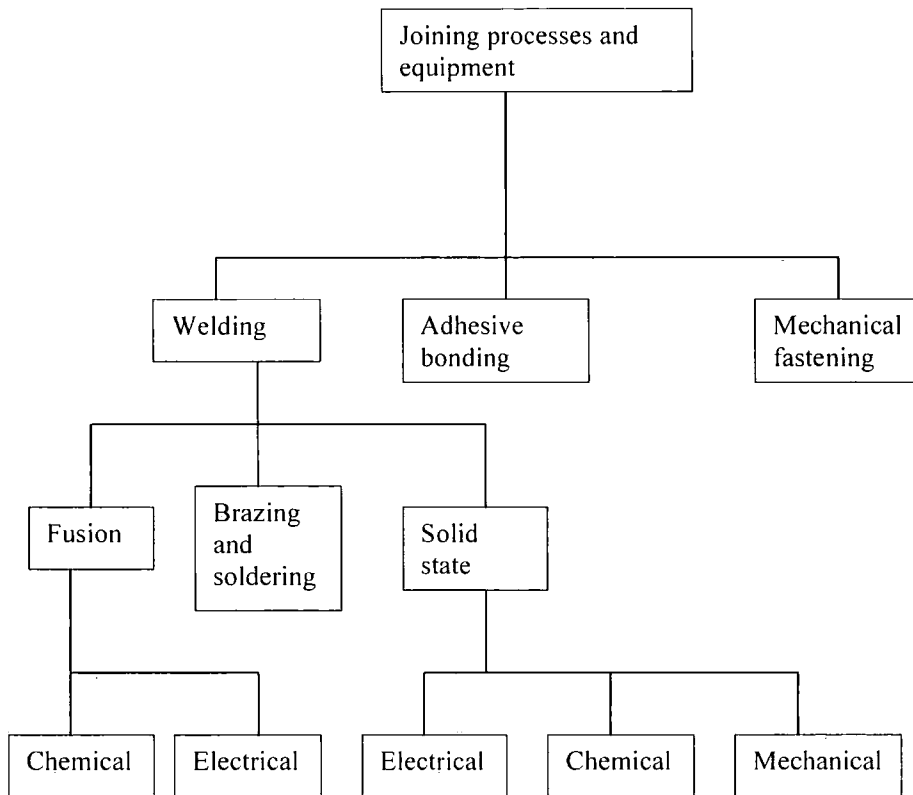 Joining processes and
equipment
Welding
Adhesive
bonding
Mechanical
fastening
Fusion
Brazing
and
soldering
Solid
state
Chemical
Electrical
Electrical
Chemical
Mechanical